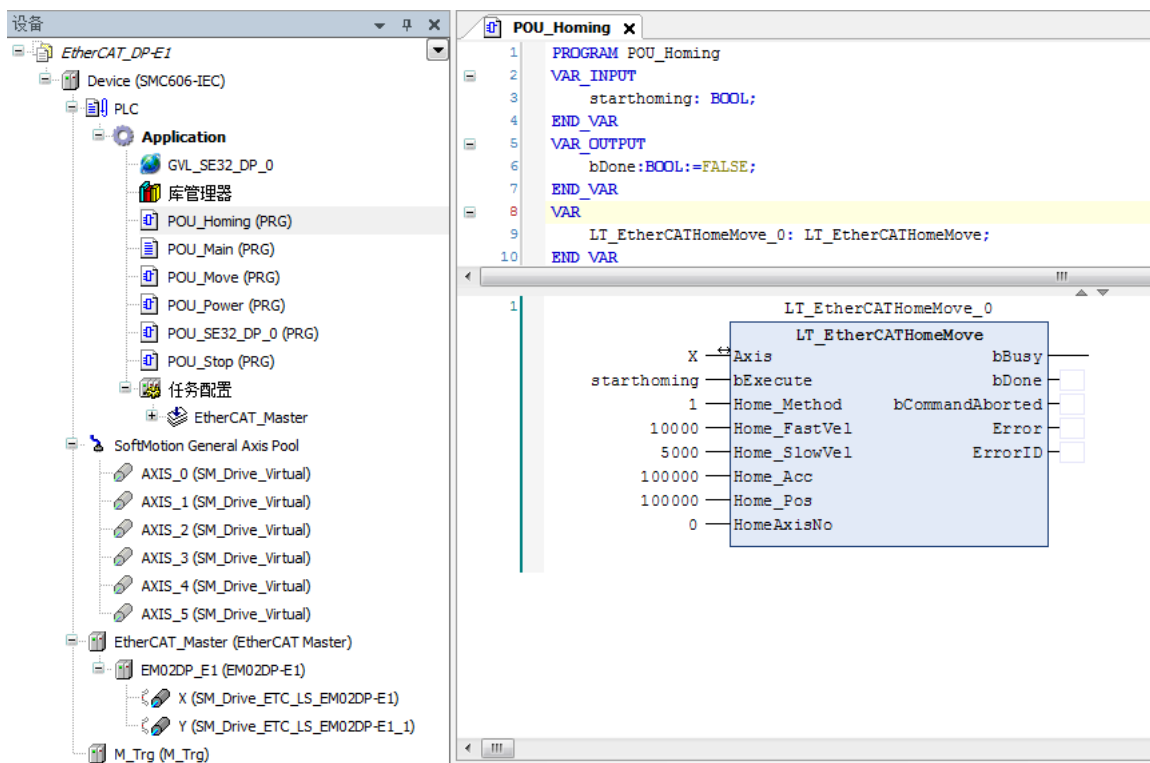 设备
EtherCAT_DP-E1
Device (SMC606-IEC)
PLC
Application
GVL_SE32_DP_0
库管理器
POU_Homing (PRG)
POU_Main (PRG)
POU_Move (PRG)
POU_Power (PRG)
POU_SE32_DP_0 (PRG)
POU_Stop (PRG)
任务配置
EtherCAT_Master
SoftMotion General Axis Pool
AXIS_0 (SM_Drive_Virtual)
AXIS_1 (SM_Drive_Virtual)
AXIS_2 (SM_Drive_Virtual)
AXIS_3 (SM_Drive_Virtual)
AXIS_4 (SM_Drive_Virtual)
AXIS_5 (SM_Drive_Virtual)
EtherCAT_Master (EtherCAT Master)
EM02DP_E1 (EM02DP-E1)
X (SM_Drive_ETC_LS_EM02DP-E1)
Y (SM_Drive_ETC_LS_EM02DP-E1_1)
M_Trg (M_Trg)
POU_Homing
1 PROGRAM POU_Homing
2 VAR_INPUT
3 starthoming: BOOL;
4 END_VAR
5 VAR_OUTPUT
6 bDone:BOOL:=FALSE;
7 END_VAR
8 VAR
9 LT_EtherCATHomeMove_0: LT_EtherCATHomeMove;
10 END_VAR
1 LT_EtherCATHomeMove_0
LT_EtherCATHomeMove
X Axis bBusy
starthoming bExecute bDone
1 Home_Method bCommandAborted
10000 Home_FastVel Error
5000 Home_SlowVel ErrorID
100000 Home_Acc
100000 Home_Pos
0 HomeAxisNo